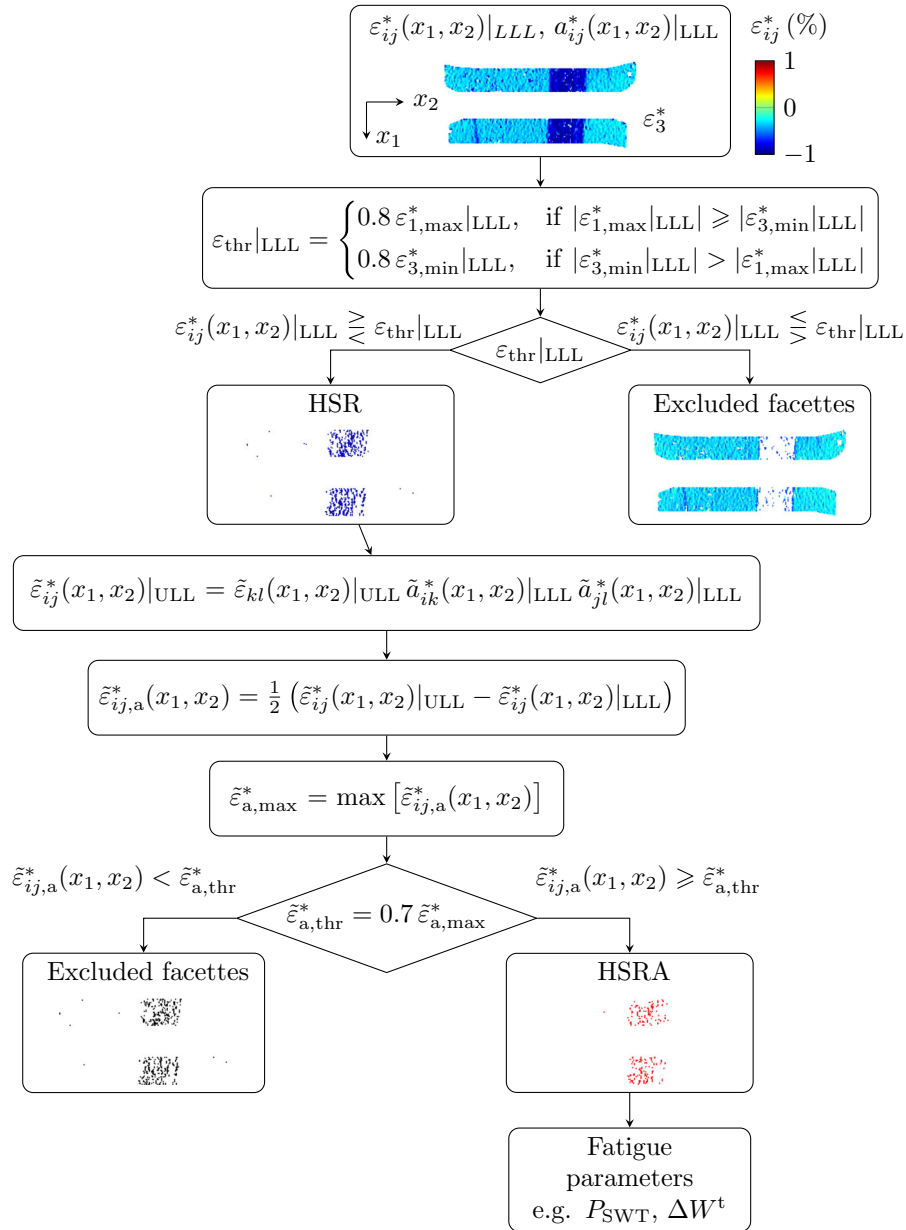 ε*ij(x1, x2)|LLL, a*ij(x1, x2)|LLL
ε*ij (%)
1
0
−1
x2
x1
ε*3
εthr|LLL = { 0.8 ε*1,max|LLL, if |ε*1,max|LLL| ⩾ |ε*3,min|LLL|
0.8 ε*3,min|LLL, if |ε*3,min|LLL| > |ε*1,max|LLL|
ε*ij(x1, x2)|LLL ⪌ εthr|LLL
ε*ij(x1, x2)|LLL ⪋ εthr|LLL
εthr|LLL
HSR
Excluded facettes
ε̃*ij(x1, x2)|ULL = ε̃kl(x1, x2)|ULL ã*ik(x1, x2)|LLL ã*jl(x1, x2)|LLL
ε̃*ij,a(x1, x2) = 1/2 (ε̃*ij(x1, x2)|ULL − ε̃*ij(x1, x2)|LLL)
ε̃*a,max = max [ε̃*ij,a(x1, x2)]
ε̃*ij,a(x1, x2) < ε̃*a,thr
ε̃*ij,a(x1, x2) ⩾ ε̃*a,thr
ε̃*a,thr = 0.7 ε̃*a,max
Excluded facettes
HSRA
Fatigue
parameters
e.g. PSWT, ΔWt